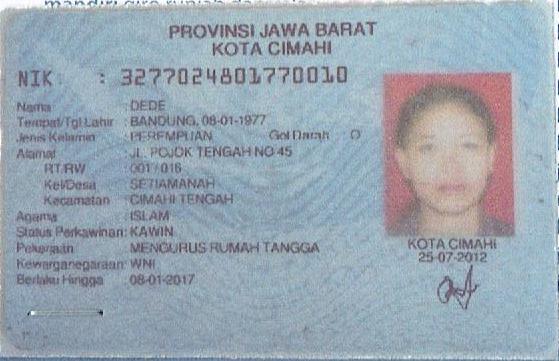 PROVINSI JAWA BARAT
KOTA CIMAHI
NIK : 3277024801770010
Nama : DEDE
Tempat/Tgl Lahir : BANDUNG, 08-01-1977
Jenis Kelamin : PEREMPUAN Gol Darah O
Alamat : JL. POJOK TENGAH NO 45
RT/RW : 001 / 016
Kel/Desa : SETIAMANAH
Kecamatan : CIMAHI TENGAH
Agama : ISLAM
Status Perkawinan: KAWIN
Pekerjaan : MENGURUS RUMAH TANGGA
Kewarganegaraan: WNI
Berlaku Hingga : 08-01-2017
KOTA CIMAHI
25-07-2012